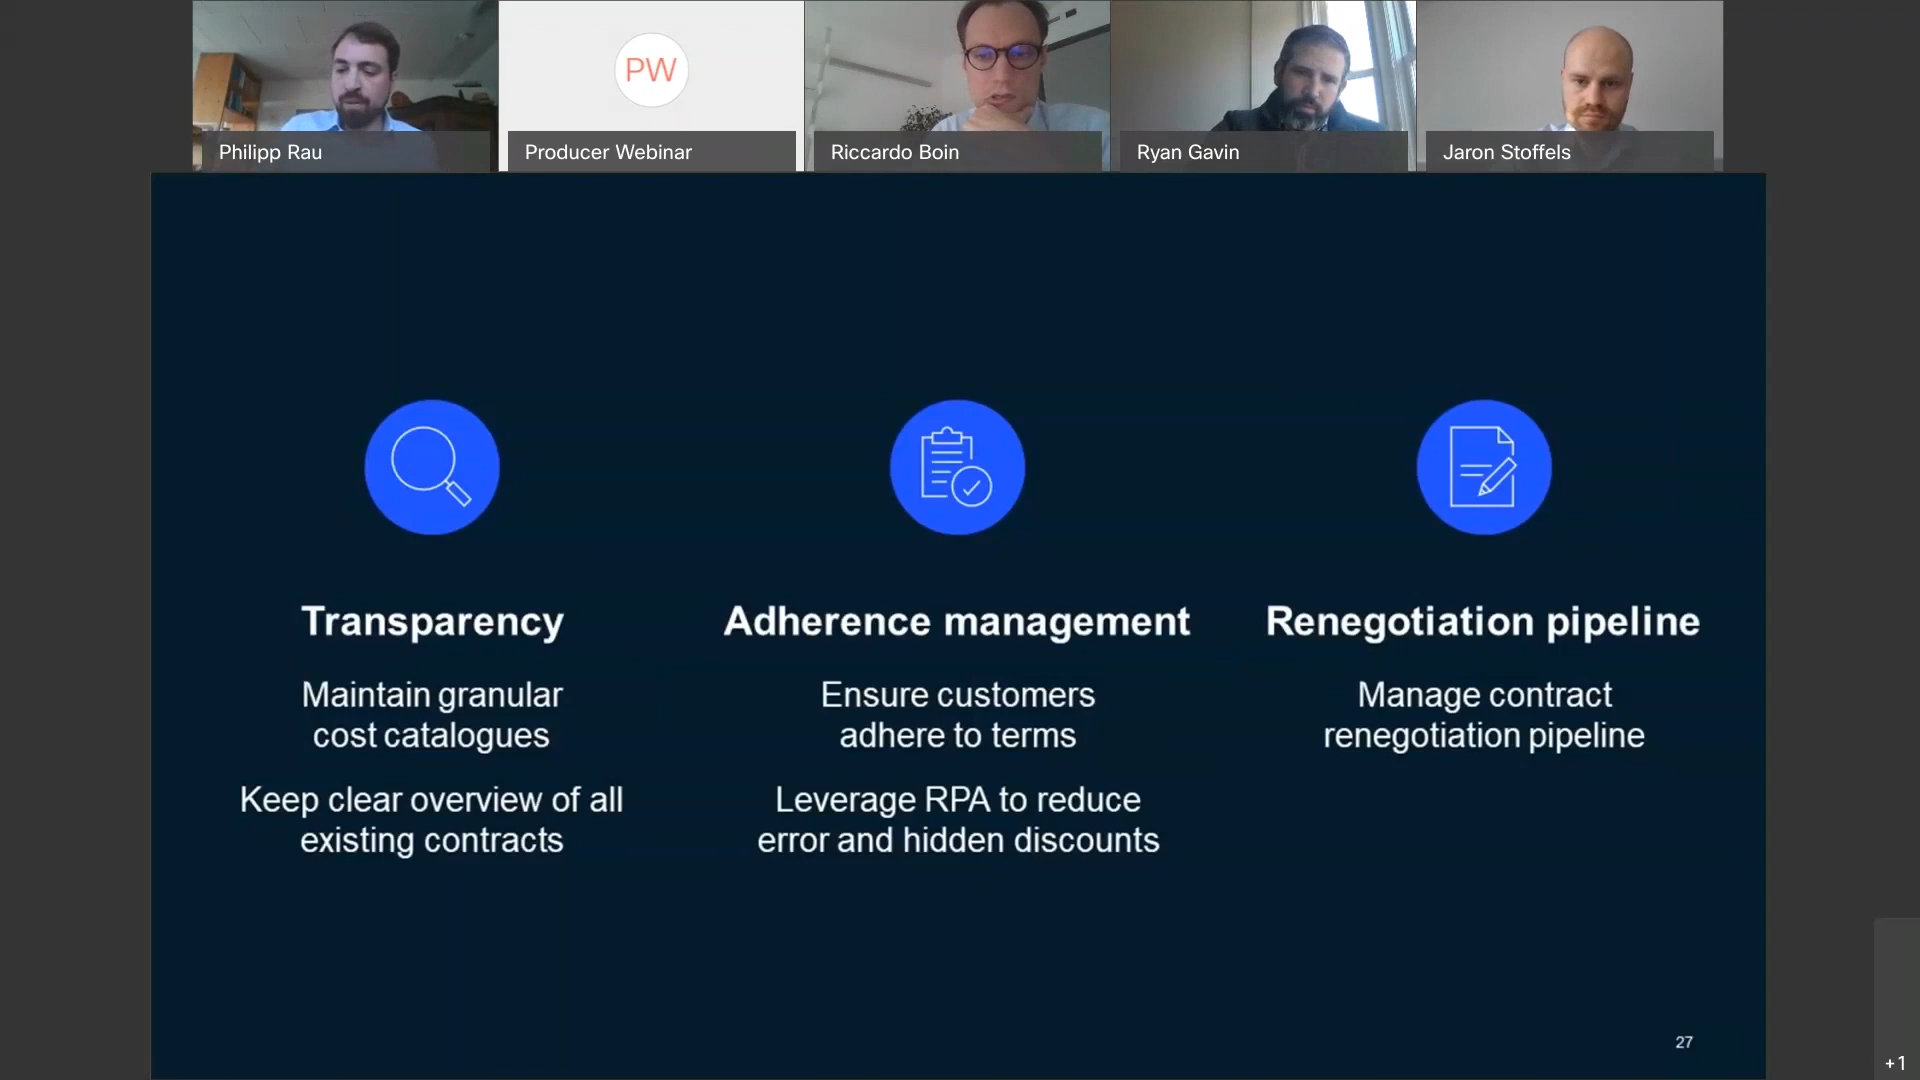 PW
Philipp Rau
Producer Webinar
Riccardo Boin
Ryan Gavin
Jaron Stoffels
Transparency
Maintain granular
cost catalogues
Keep clear overview of all
existing contracts
Adherence management
Ensure customers
adhere to terms
Leverage RPA to reduce
error and hidden discounts
Renegotiation pipeline
Manage contract
renegotiation pipeline
27
+1